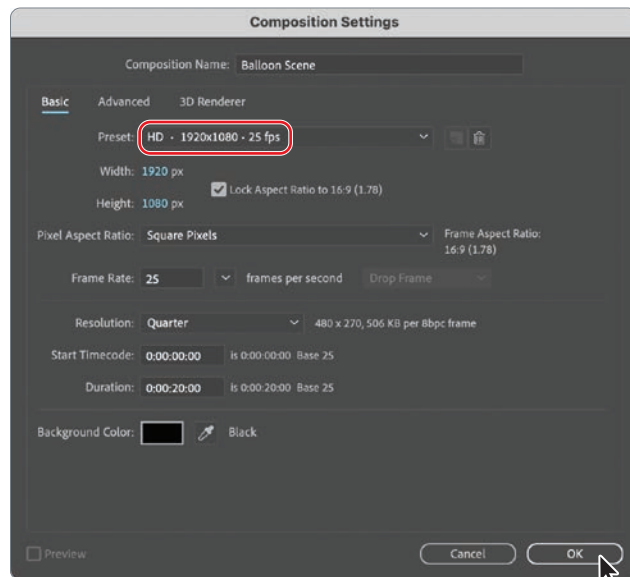 Composition Settings
Composition Name: Balloon Scene
Basic Advanced 3D Renderer
Preset: HD • 1920x1080 • 25 fps
Width: 1920 px
Lock Aspect Ratio to 16:9 (1.78)
Height: 1080 px
Pixel Aspect Ratio: Square Pixels Frame Aspect Ratio:
16:9 (1.78)
Frame Rate: 25 frames per second Drop Frame
Resolution: Quarter 480 x 270, 506 KB per 8bpc frame
Start Timecode: 0:00:00:00 is 0:00:00:00 Base 25
Duration: 0:00:20:00 is 0:00:20:00 Base 25
Background Color: Black
Preview Cancel OK